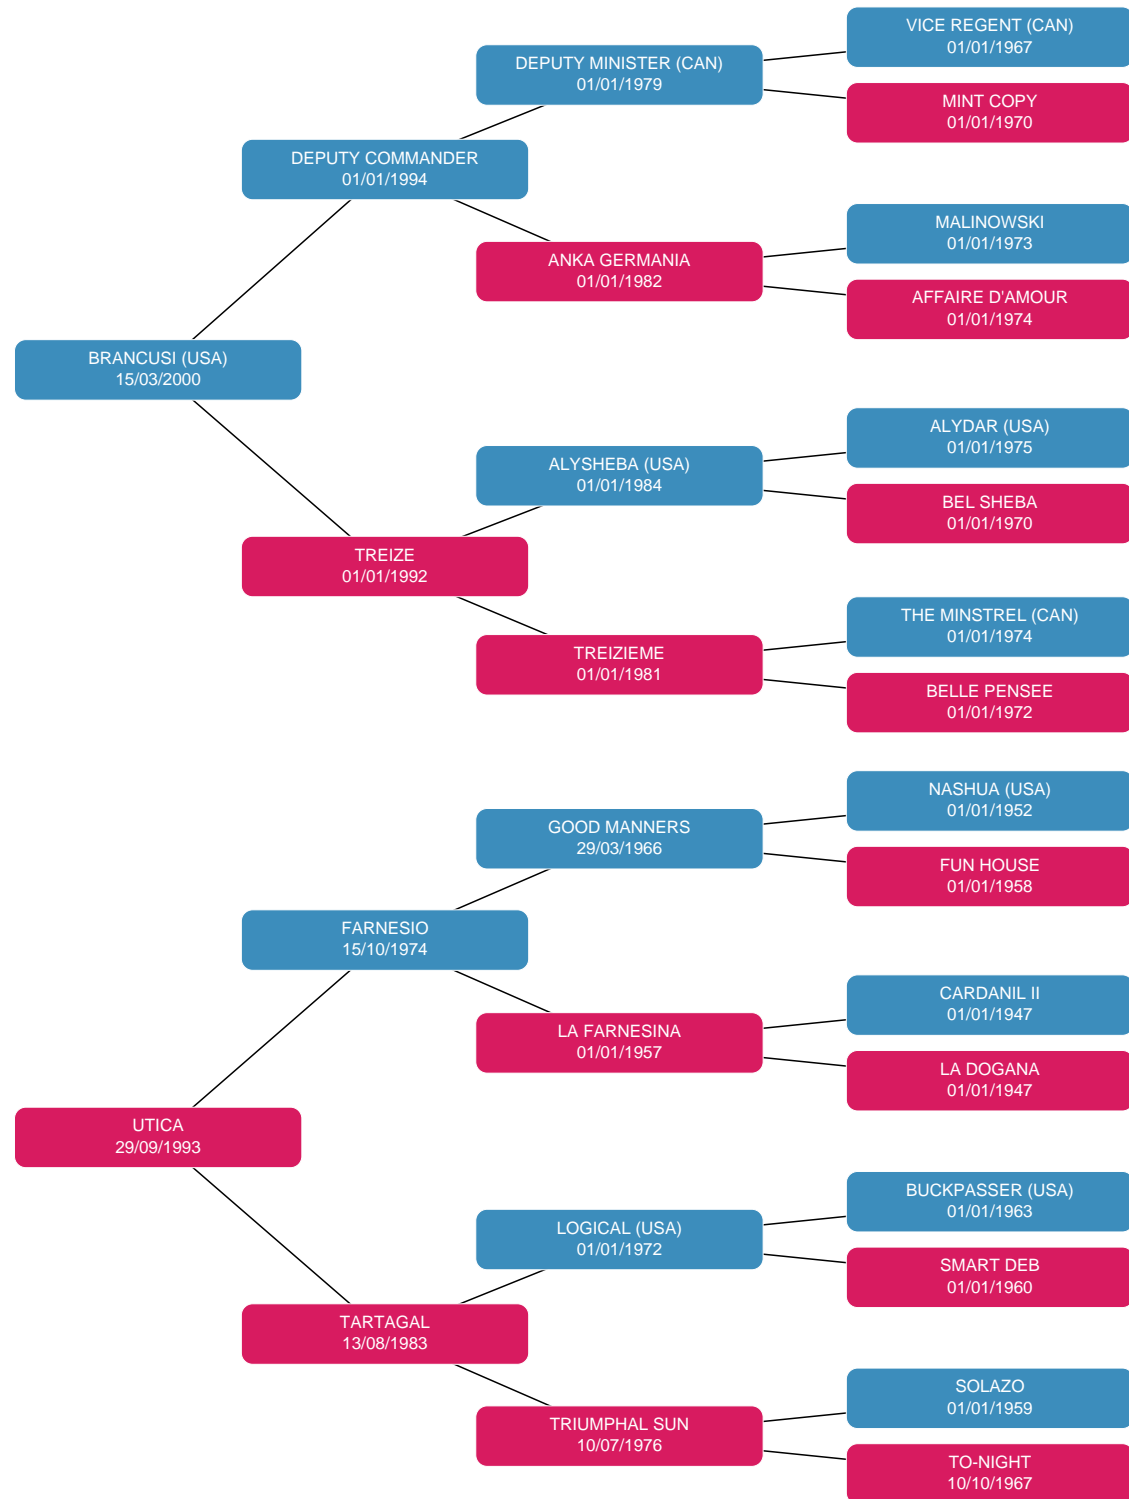 VICE REGENT (CAN)
01/01/1967
DEPUTY MINISTER (CAN)
01/01/1979
MINT COPY
01/01/1970
DEPUTY COMMANDER
01/01/1994
MALINOWSKI
01/01/1973
ANKA GERMANIA
01/01/1982
AFFAIRE D'AMOUR
01/01/1974
BRANCUSI (USA)
15/03/2000
ALYDAR (USA)
01/01/1975
ALYSHEBA (USA)
01/01/1984
BEL SHEBA
01/01/1970
TREIZE
01/01/1992
THE MINSTREL (CAN)
01/01/1974
TREIZIEME
01/01/1981
BELLE PENSEE
01/01/1972
NASHUA (USA)
01/01/1952
GOOD MANNERS
29/03/1966
FUN HOUSE
01/01/1958
FARNESIO
15/10/1974
CARDANIL II
01/01/1947
LA FARNESINA
01/01/1957
LA DOGANA
01/01/1947
UTICA
29/09/1993
BUCKPASSER (USA)
01/01/1963
LOGICAL (USA)
01/01/1972
SMART DEB
01/01/1960
TARTAGAL
13/08/1983
SOLAZO
01/01/1959
TRIUMPHAL SUN
10/07/1976
TO-NIGHT
10/10/1967